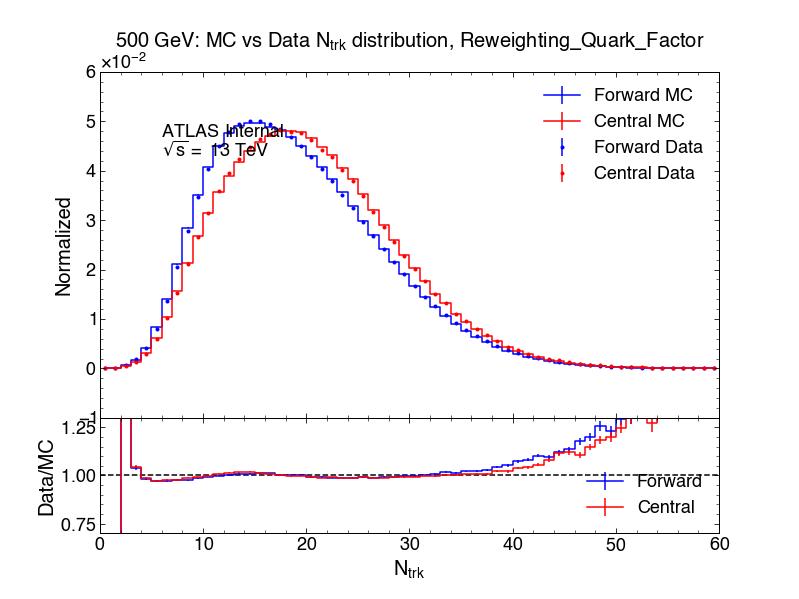 500 GeV: MC vs Data N_trk distribution, Reweighting_Quark_Factor
×10⁻²
6
5
4
3
2
1
0
−1
Normalized
ATLAS Internal
√s = 13 TeV
Forward MC
Central MC
Forward Data
Central Data
1.25
1.00
0.75
Data/MC
Forward
Central
0 10 20 30 40 50 60
N_trk